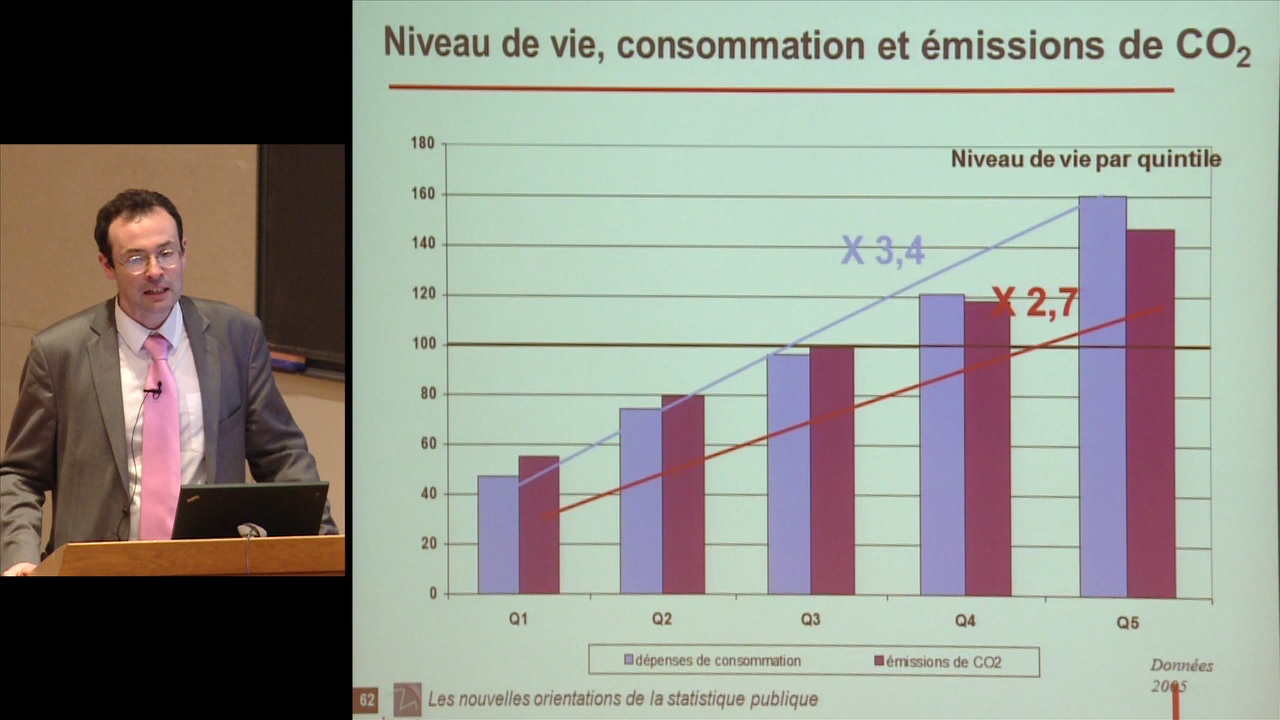 Niveau de vie, consommation et émissions de CO₂
180
Niveau de vie par quintile
160
140
X 3,4
120
X 2,7
100
80
60
40
20
0
Q1 Q2 Q3 Q4 Q5
dépenses de consommation émissions de CO2
Données
2005
62 Les nouvelles orientations de la statistique publique